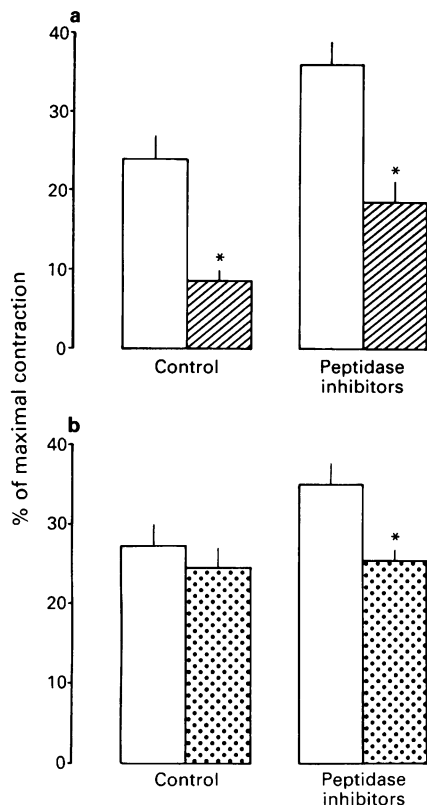 a
40
30
20
10
0
*
*
Control
Peptidase
inhibitors
% of maximal contraction
b
40
30
20
10
0
*
Control
Peptidase
inhibitors